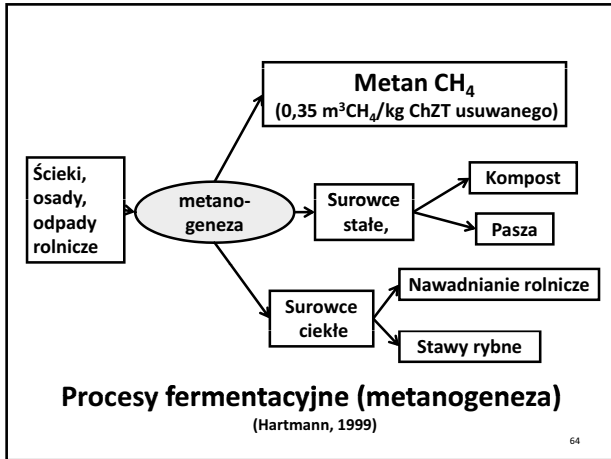 Metan CH₄
(0,35 m³CH₄/kg ChZT usuwanego)
Ścieki,
osady,
odpady
rolnicze
metano-
geneza
Surowce
stałe,
Kompost
Pasza
Surowce
ciekłe
Nawadnianie rolnicze
Stawy rybne
Procesy fermentacyjne (metanogeneza)
(Hartmann, 1999)
64